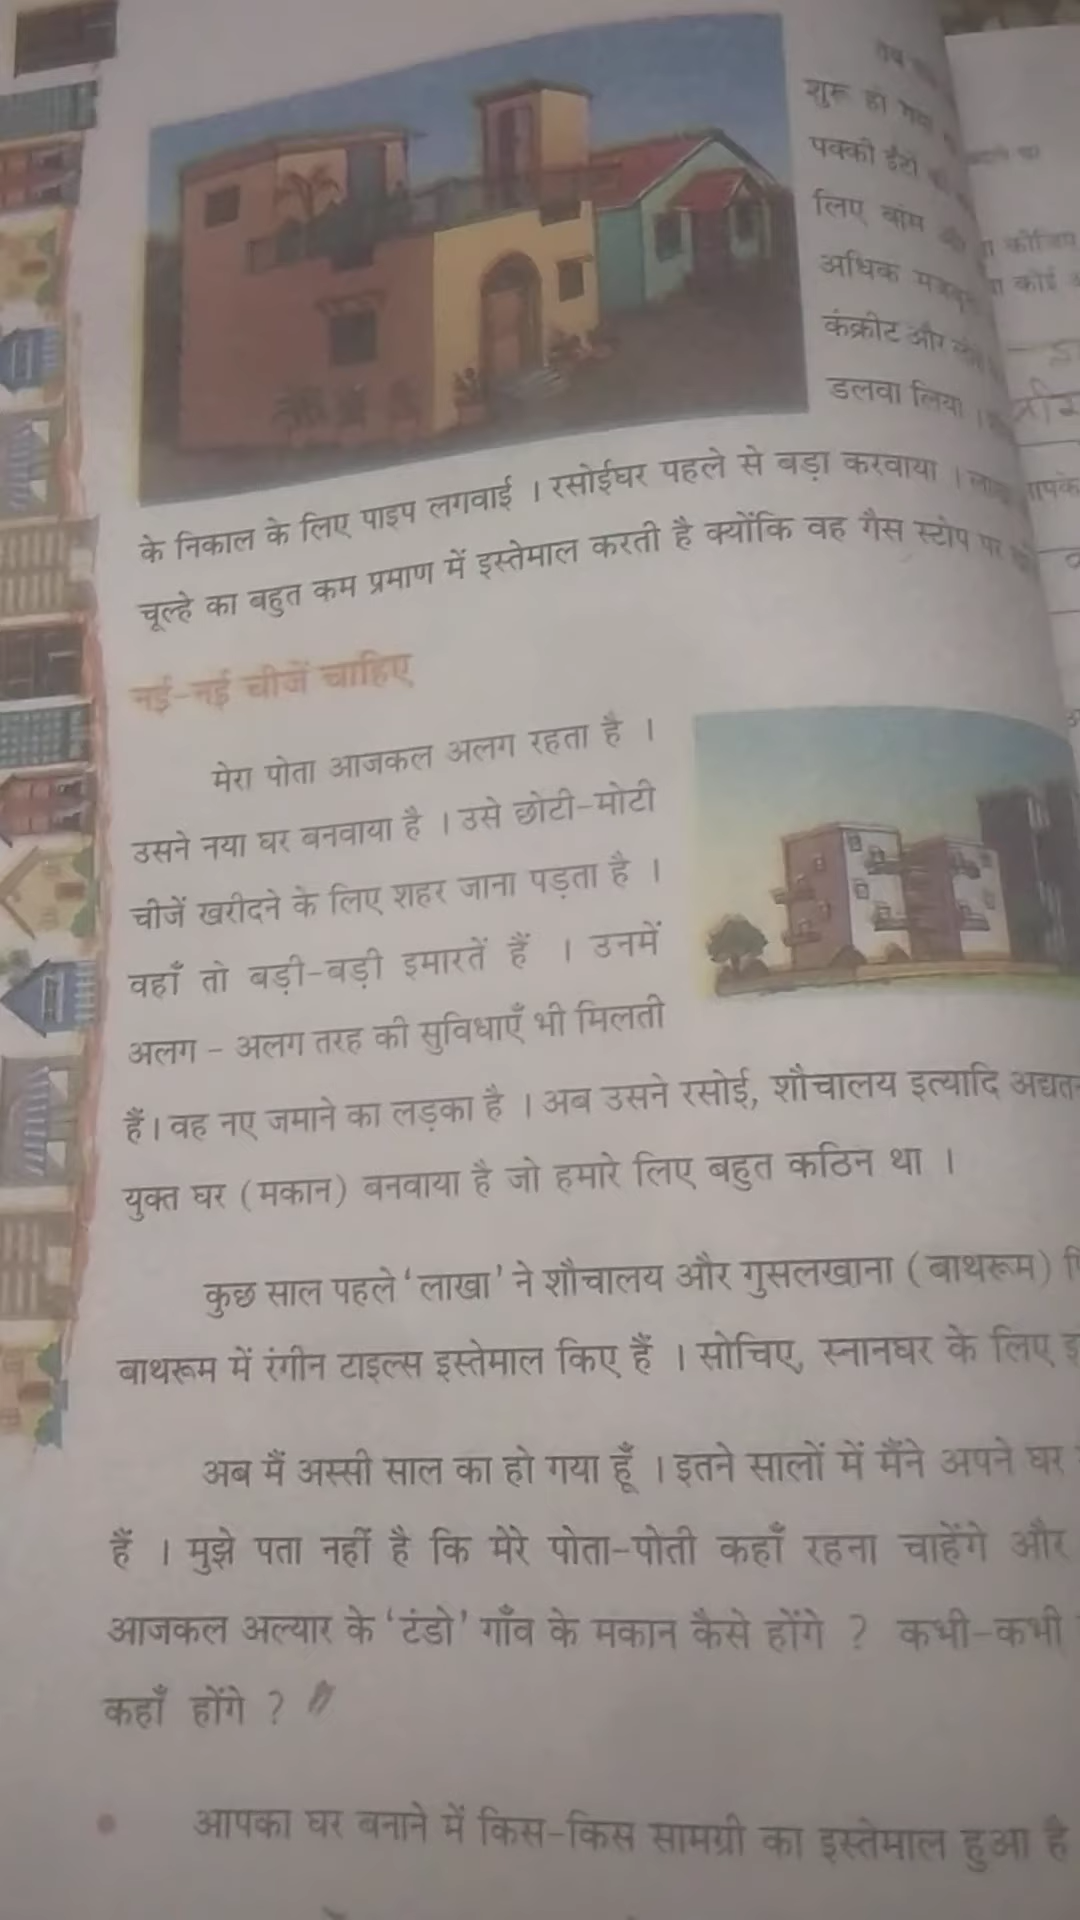 शुरू हो गया
पक्की ईंटों
लिए बांस
अधिक मजबूत
कंक्रीट और
डलवा लिया ।
के निकाल के लिए पाइप लगवाई । रसोईघर पहले से बड़ा करवाया ।
चूल्हे का बहुत कम प्रमाण में इस्तेमाल करती है क्योंकि वह गैस स्टोप पर
नई-नई चीजें चाहिए
मेरा पोता आजकल अलग रहता है ।
उसने नया घर बनवाया है । उसे छोटी-मोटी
चीजें खरीदने के लिए शहर जाना पड़ता है ।
वहाँ तो बड़ी-बड़ी इमारतें हैं । उनमें
अलग - अलग तरह की सुविधाएँ भी मिलती
हैं । वह नए जमाने का लड़का है । अब उसने रसोई, शौचालय इत्यादि
युक्त घर (मकान) बनवाया है जो हमारे लिए बहुत कठिन था ।
कुछ साल पहले 'लाखा' ने शौचालय और गुसलखाना (बाथरूम)
बाथरूम में रंगीन टाइल्स इस्तेमाल किए हैं । सोचिए, स्नानघर के लिए
अब मैं अस्सी साल का हो गया हूँ । इतने सालों में मैंने अपने घर
हैं । मुझे पता नहीं है कि मेरे पोता-पोती कहाँ रहना चाहेंगे और
आजकल अल्यार के 'टंडो' गाँव के मकान कैसे होंगे ? कभी-कभी
कहाँ होंगे ?
आपका घर बनाने में किस-किस सामग्री का इस्तेमाल हुआ है